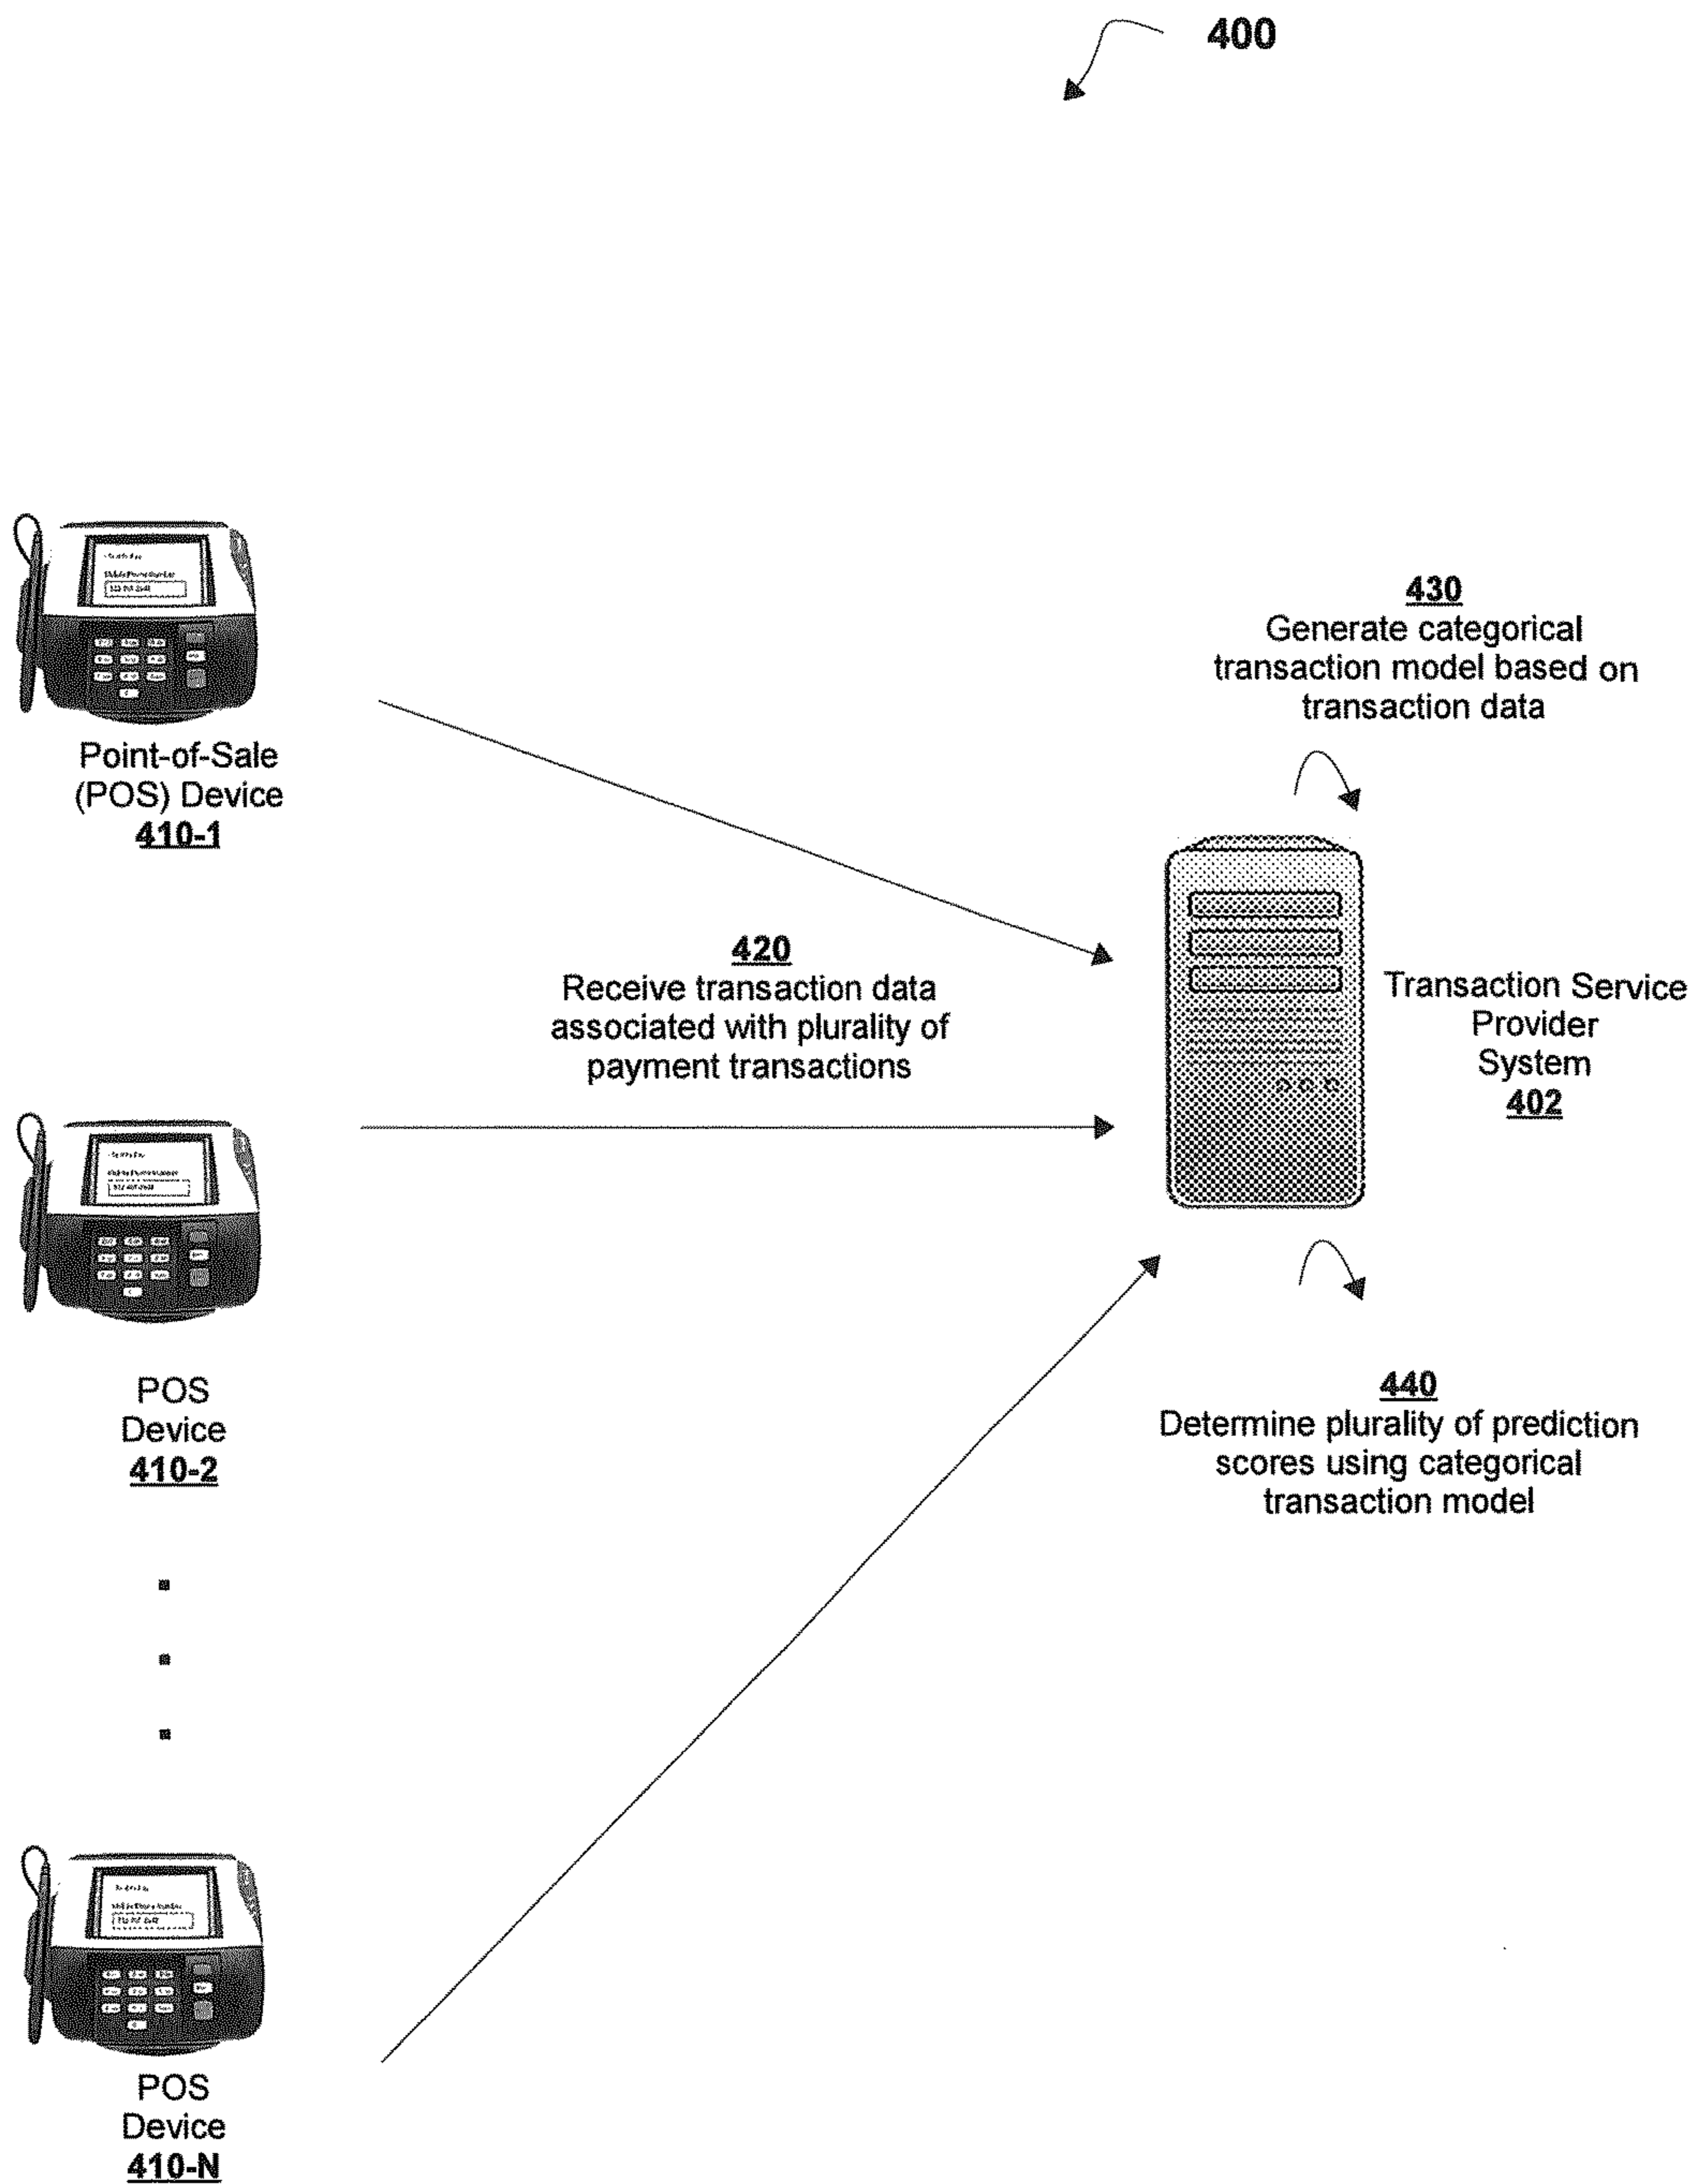 400
Point-of-Sale
(POS) Device
410-1
420
Receive transaction data
associated with plurality of
payment transactions
430
Generate categorical
transaction model based on
transaction data
Transaction Service
Provider
System
402
POS
Device
410-2
440
Determine plurality of prediction
scores using categorical
transaction model
POS
Device
410-N